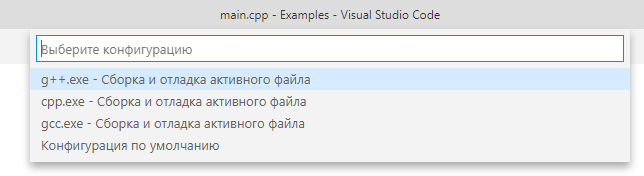 main.cpp - Examples - Visual Studio Code
Выберите конфигурацию
g++.exe - Сборка и отладка активного файла
cpp.exe - Сборка и отладка активного файла
gcc.exe - Сборка и отладка активного файла
Конфигурация по умолчанию